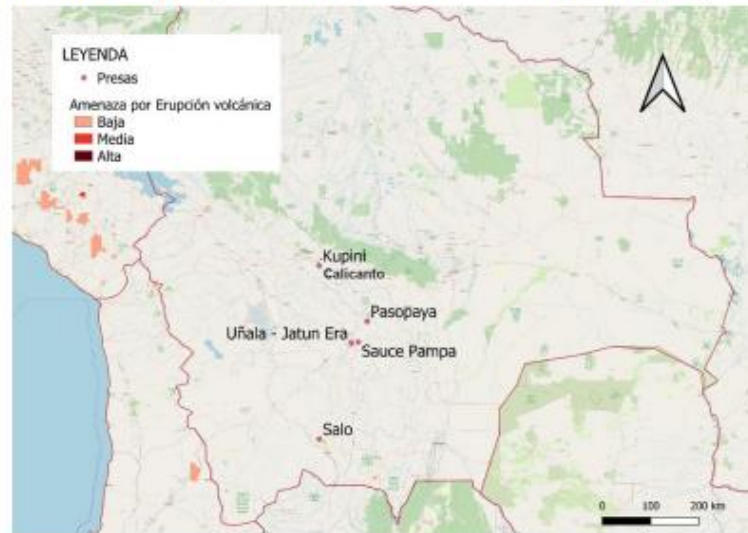 LEYENDA
Presas
Amenaza por Erupción volcánica
Baja
Media
Alta
Kupini
Calicanto
Pasopaya
Uñala - Jatun Era
Sauce Pampa
Salo
0 100 200 km